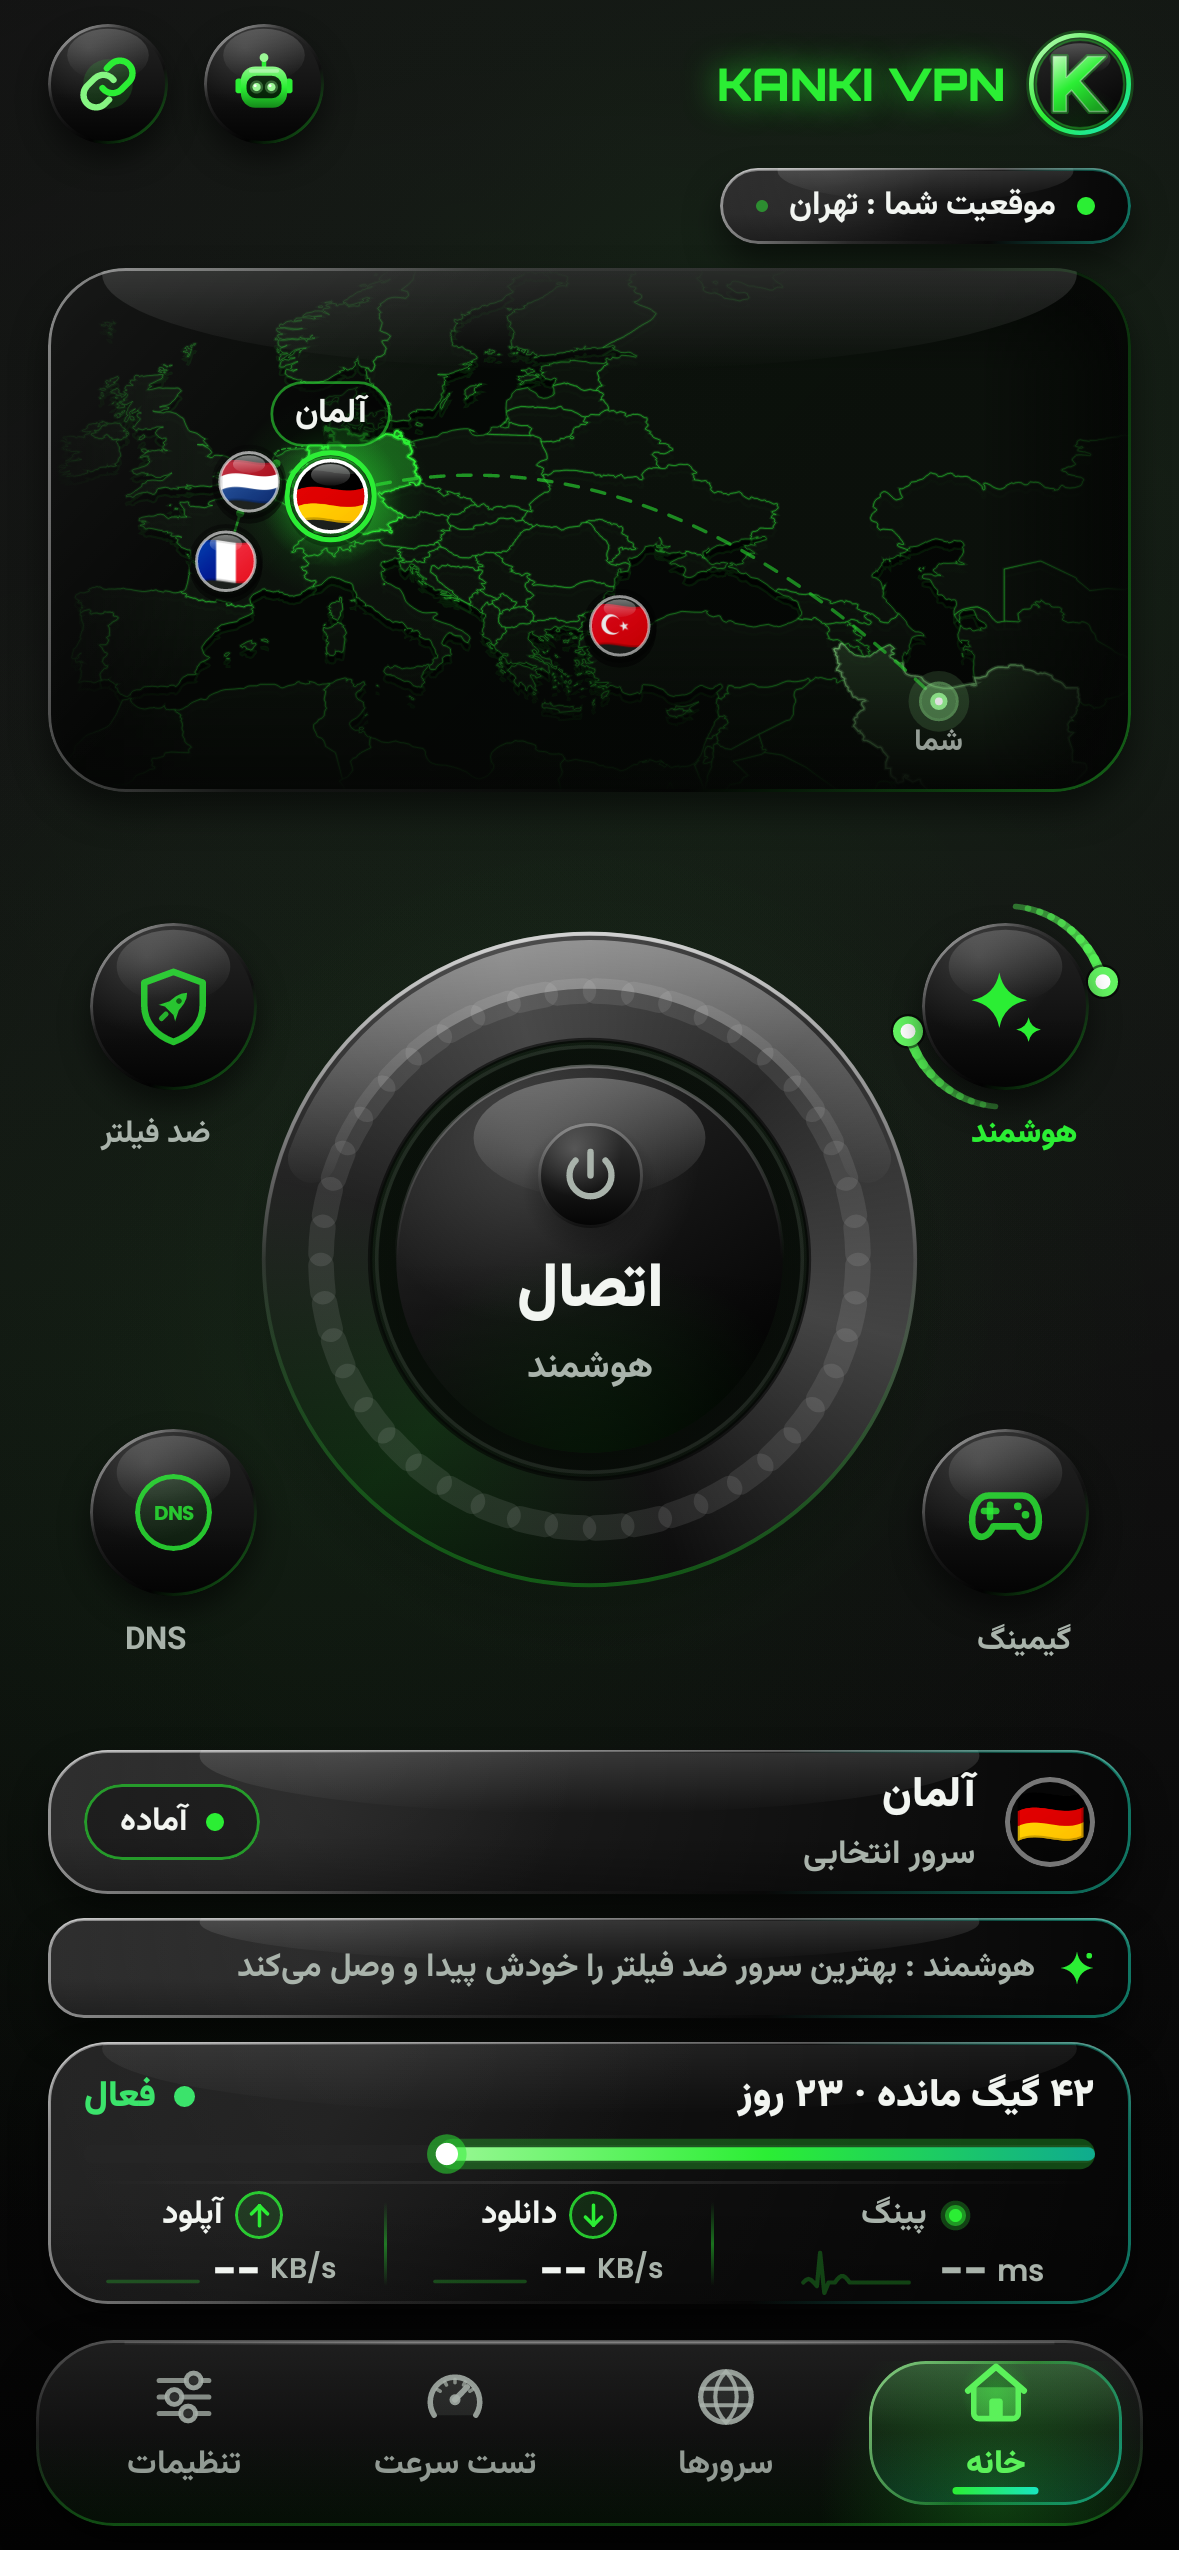 KANKI VPN
K
موقعیت شما : تهران
آلمان
شما
ضد فیلتر
هوشمند
اتصال
هوشمند
DNS
DNS
گیمینگ
آلمان
سرور انتخابی
آماده
هوشمند : بهترین سرور ضد فیلتر را خودش پیدا و وصل می‌کند
۴۲ گیگ مانده · ۲۳ روز
فعال
پینگ
دانلود
آپلود
-- ms
-- KB/s
-- KB/s
خانه
سرورها
تست سرعت
تنظیمات